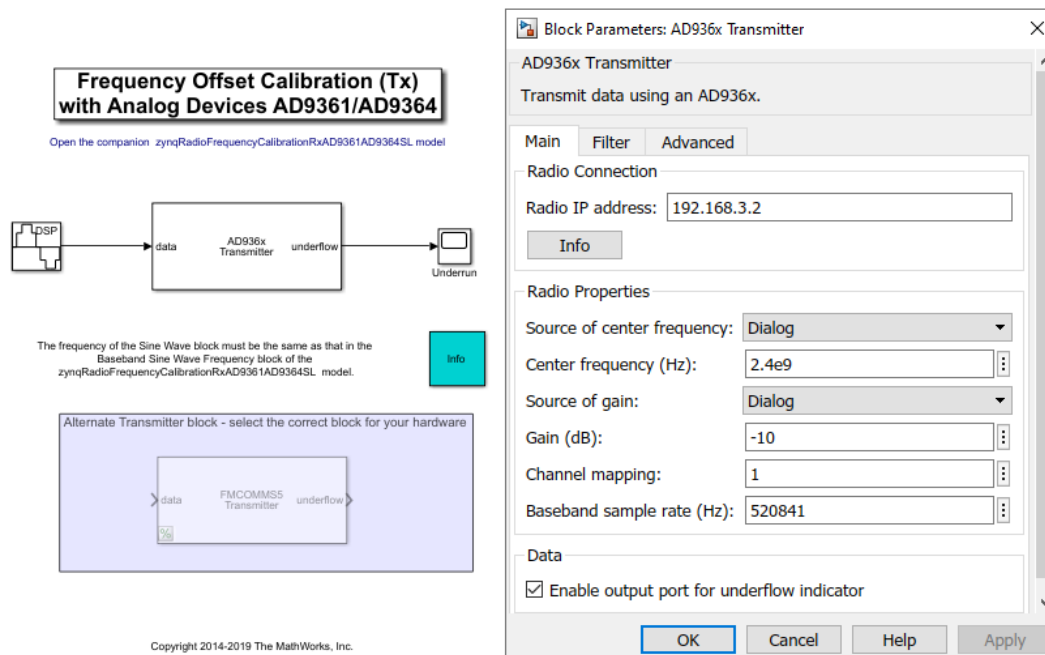 Frequency Offset Calibration (Tx)
with Analog Devices AD9361/AD9364
Open the companion  zynqRadioFrequencyCalibrationRxAD9361AD9364SL model
DSP
data
AD936x
Transmitter
underflow
Underrun
The frequency of the Sine Wave block must be the same as that in the
Baseband Sine Wave Frequency block of the
zynqRadioFrequencyCalibrationRxAD9361AD9364SL  model.
Info
Alternate Transmitter block - select the correct block for your hardware
data
FMCOMMS5
Transmitter
underflow
%
Copyright 2014-2019 The MathWorks, Inc.
Block Parameters: AD936x Transmitter
AD936x Transmitter
Transmit data using an AD936x.
Main
Filter
Advanced
Radio Connection
Radio IP address: 192.168.3.2
Info
Radio Properties
Source of center frequency: Dialog
Center frequency (Hz): 2.4e9
Source of gain: Dialog
Gain (dB): -10
Channel mapping: 1
Baseband sample rate (Hz): 520841
Data
Enable output port for underflow indicator
OK
Cancel
Help
Apply